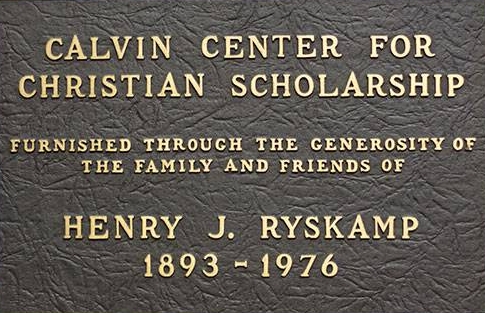 CALVIN CENTER FOR
CHRISTIAN SCHOLARSHIP
FURNISHED THROUGH THE GENEROSITY OF
THE FAMILY AND FRIENDS OF
HENRY J. RYSKAMP
1893 - 1976